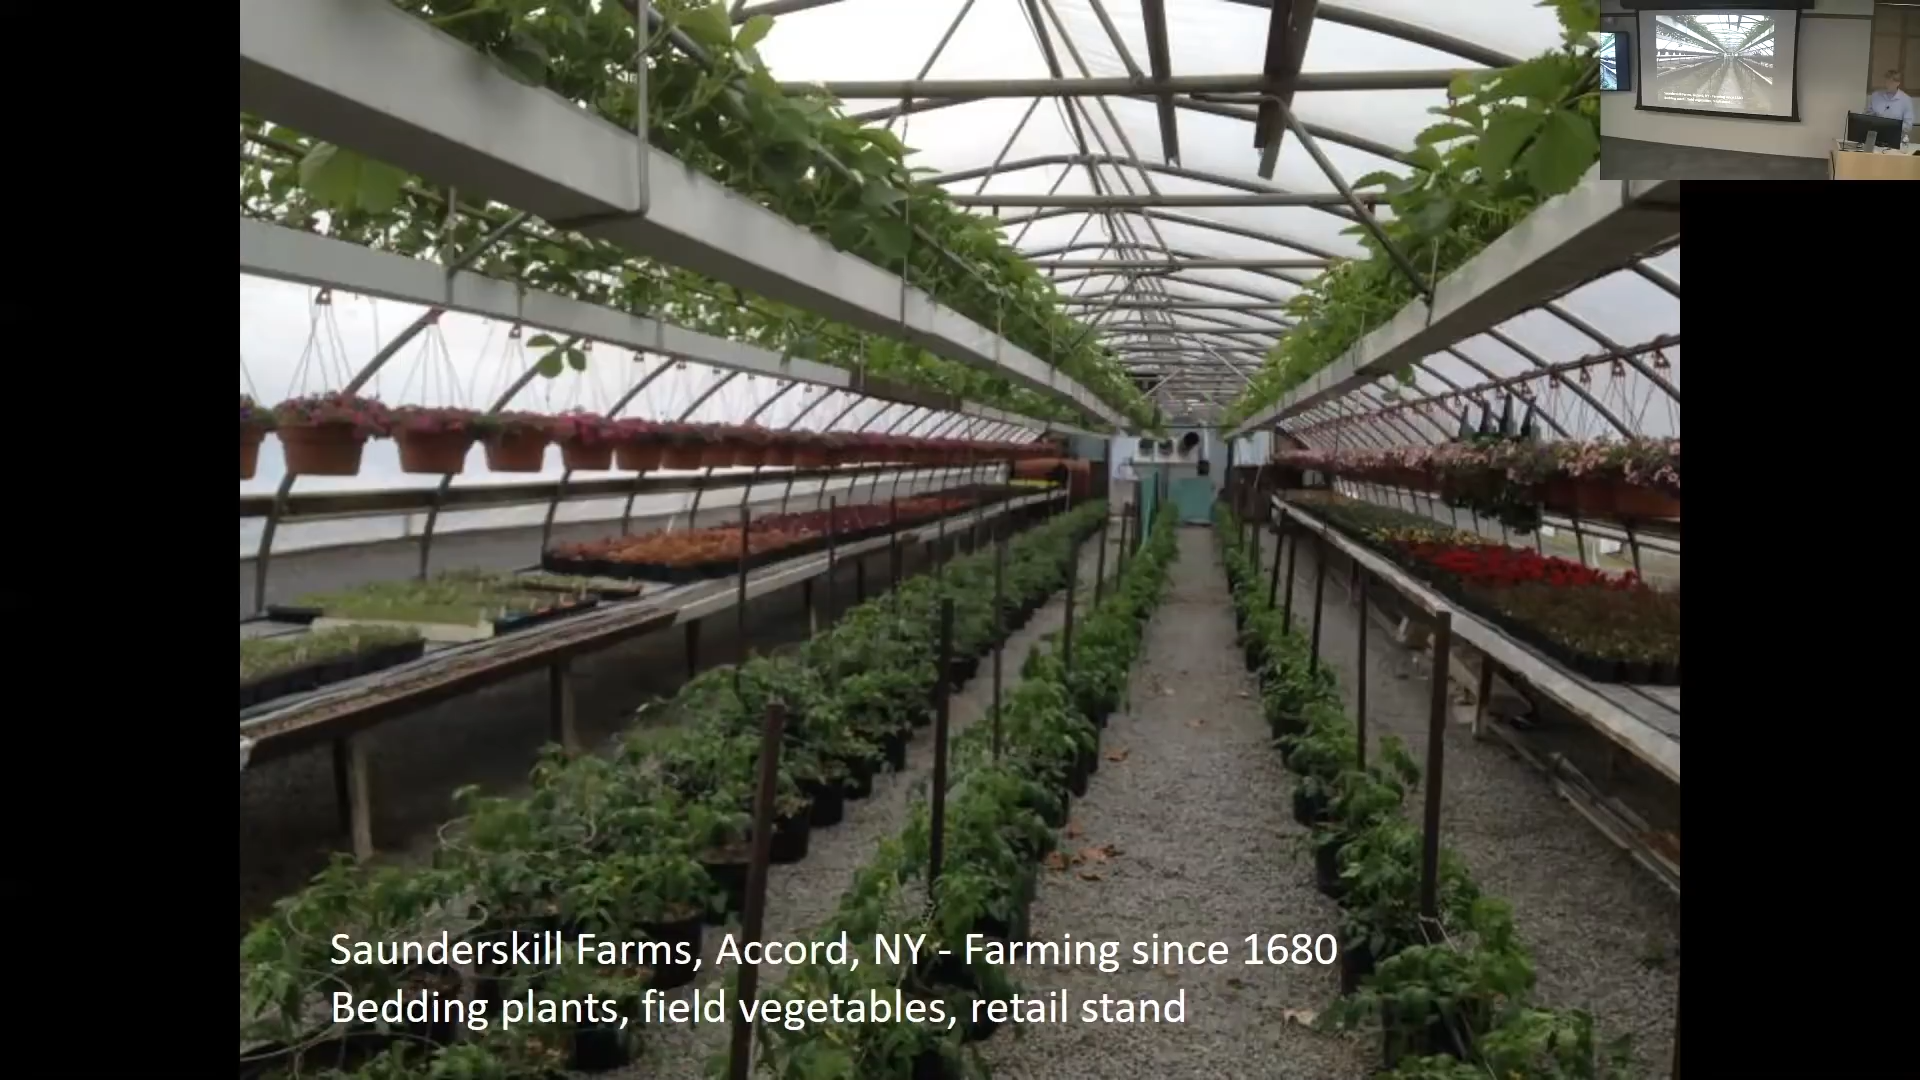 Saunderskill Farms, Accord, NY - Farming since 1680
Bedding plants, field vegetables, retail stand